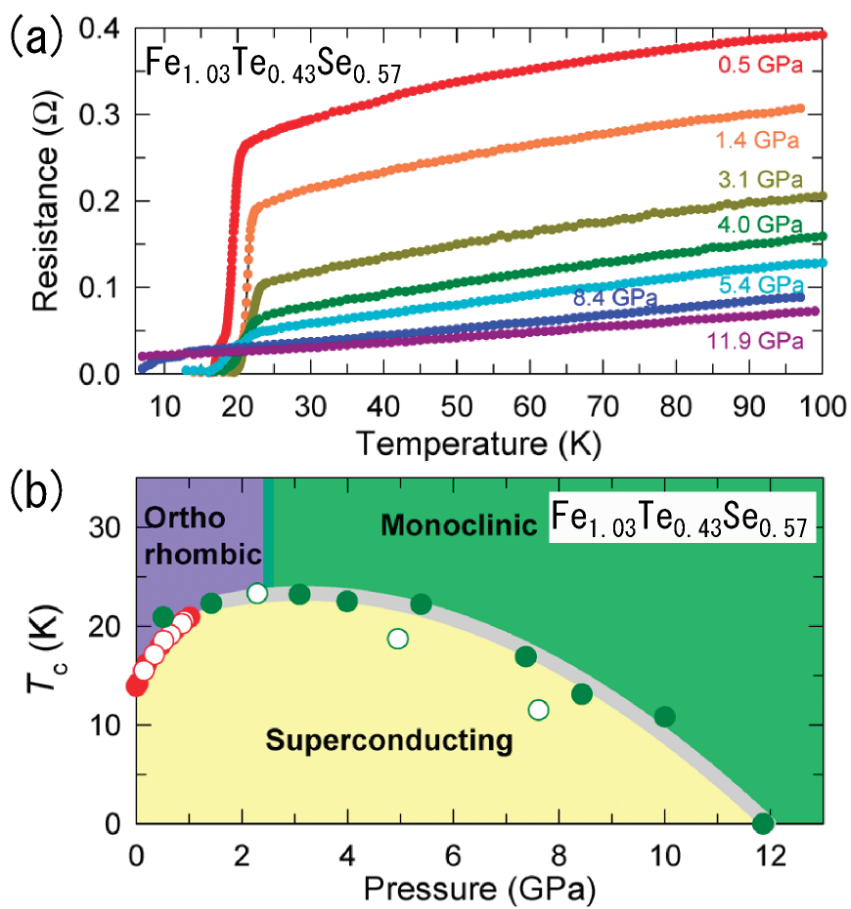 (a)
Fe1.03Te0.43Se0.57
Resistance (Ω)
0.4
0.3
0.2
0.1
0.0
0.5 GPa
1.4 GPa
3.1 GPa
4.0 GPa
5.4 GPa
8.4 GPa
11.9 GPa
10 20 30 40 50 60 70 80 90 100
Temperature (K)
(b)
Ortho
rhombic
Monoclinic
Fe1.03Te0.43Se0.57
Tc (K)
30
20
10
0
Superconducting
0 2 4 6 8 10 12
Pressure (GPa)